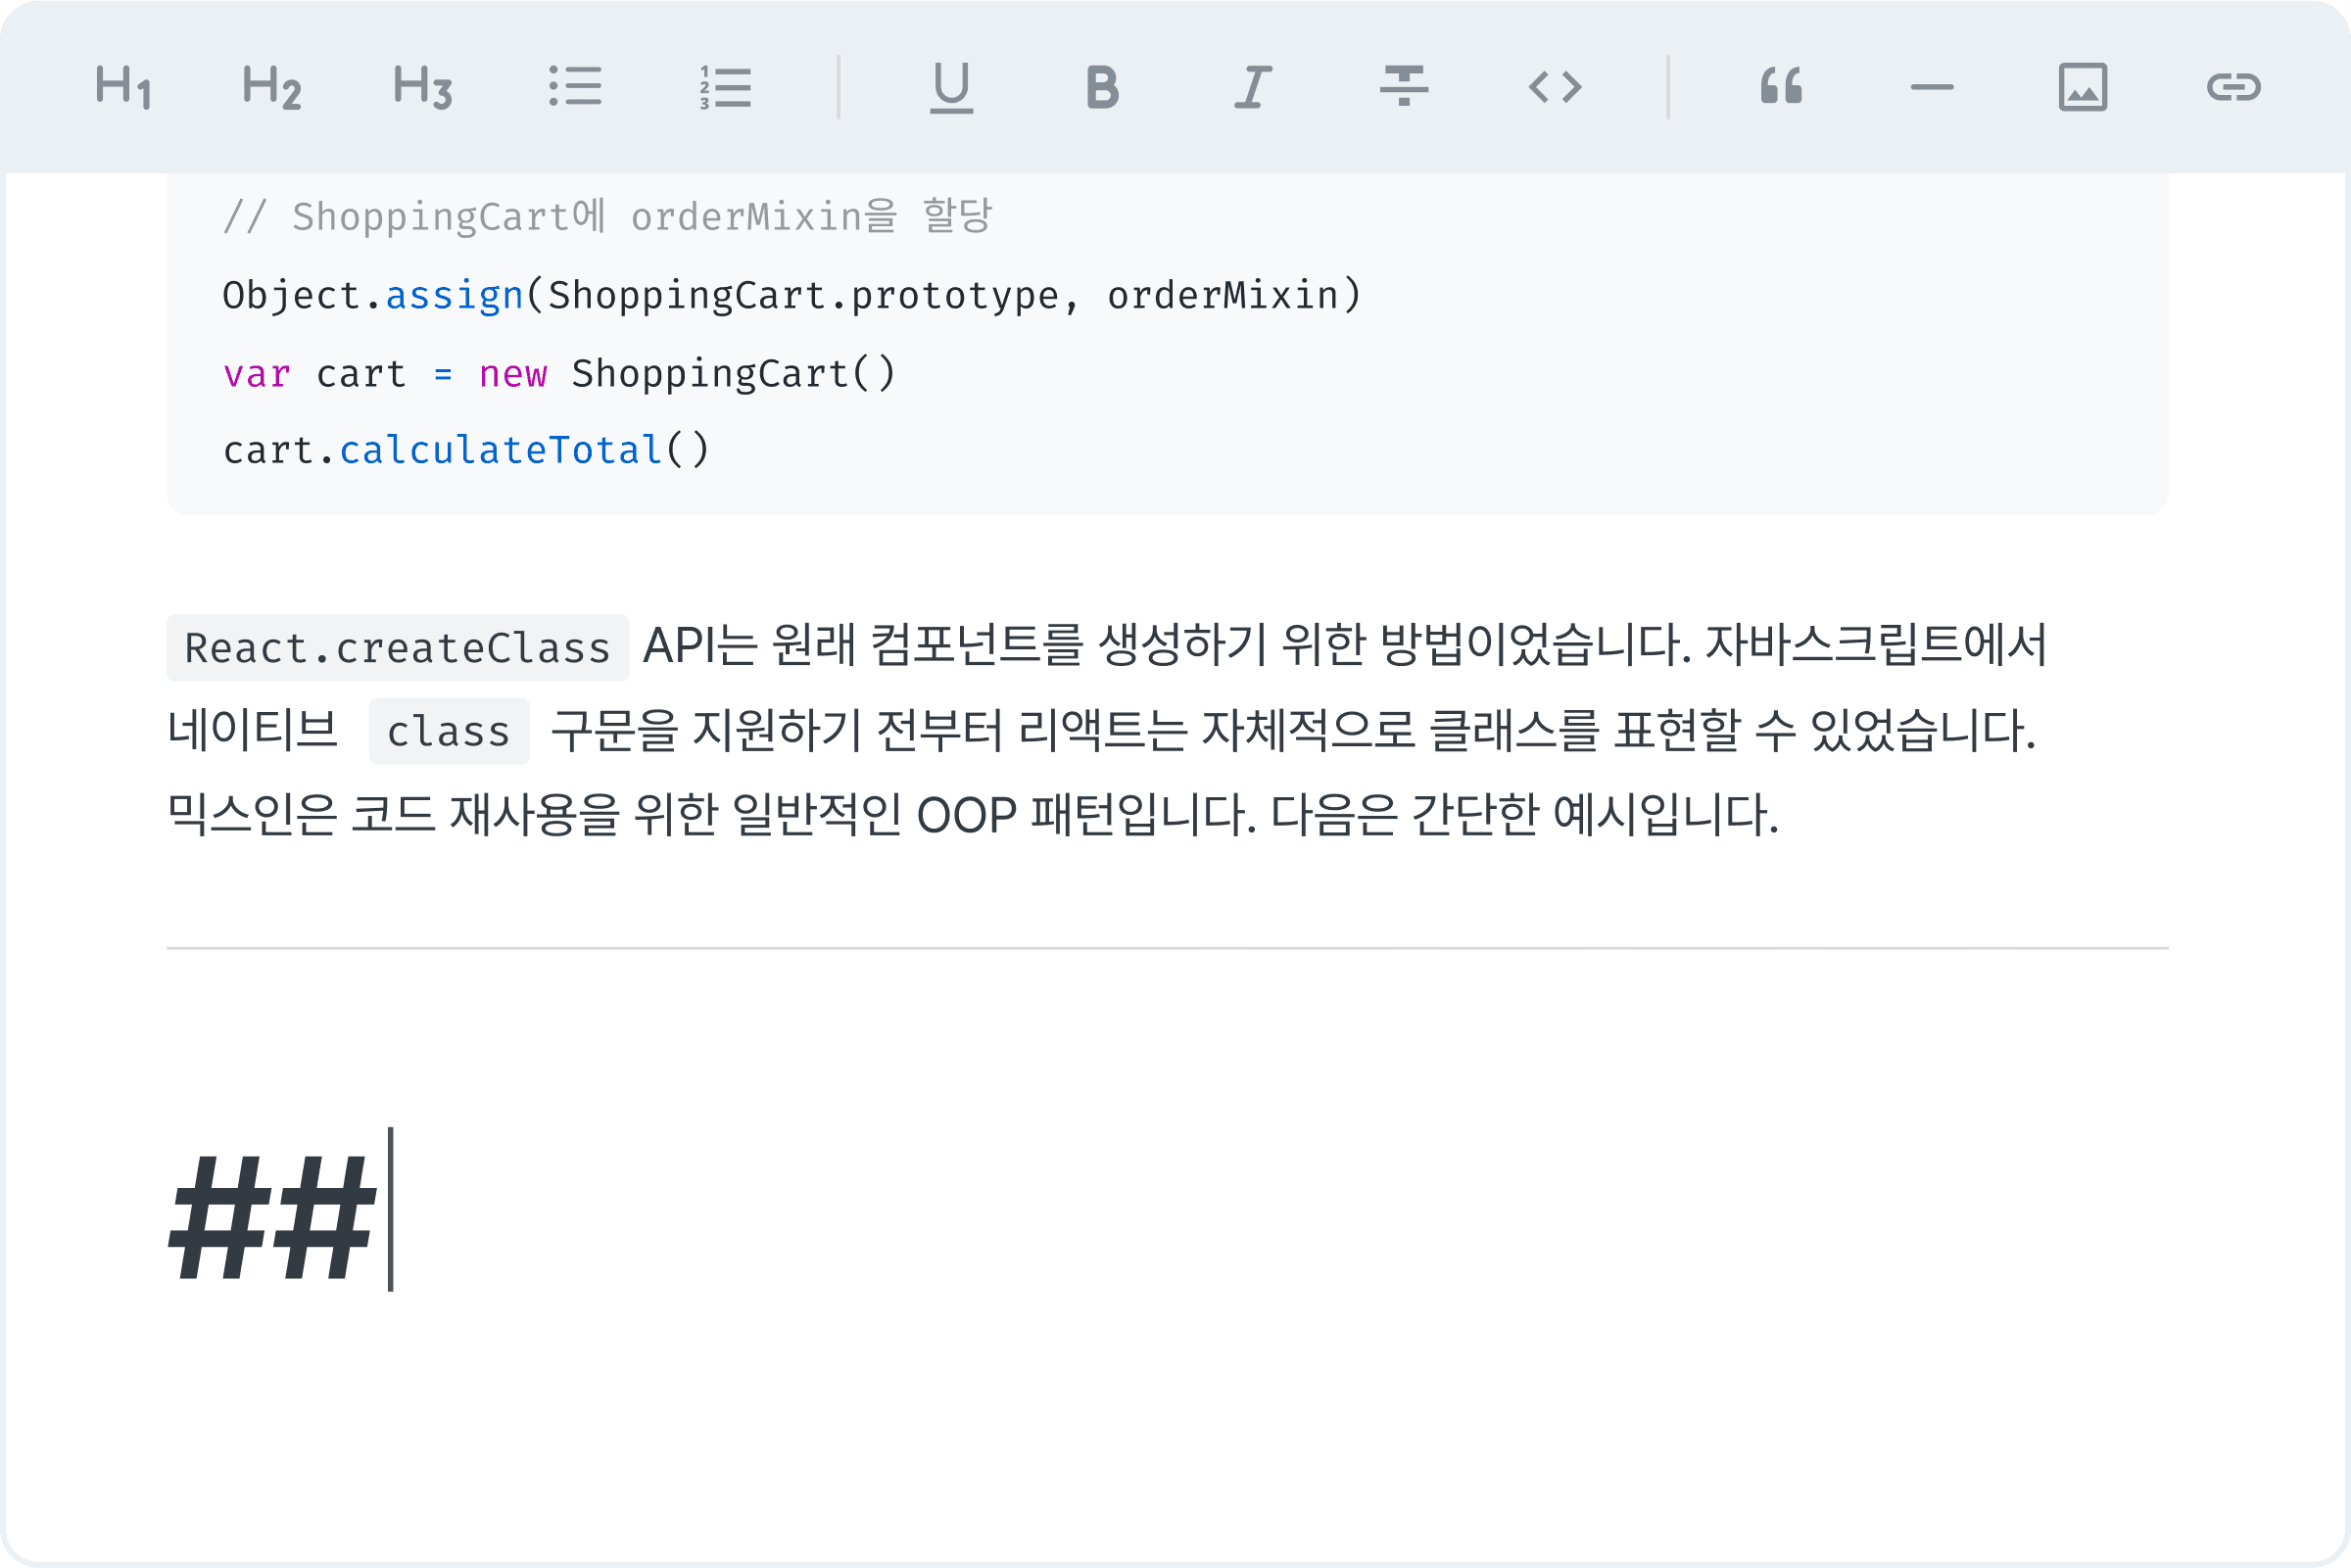 H1 H2 H3 U B I T
// ShoppingCart에 orderMixin을 할당
Object.assign(ShoppingCart.prototype, orderMixin)
var cart = new ShoppingCart()
cart.calculateTotal()
React.createClass API는 원래 컴포넌트를 생성하기 위한 방법이었습니다. 자바스크립트에서
네이티브 class 구문을 지원하기 전부터 리액트는 자체적으로 클래스를 표현할 수 있었습니다.
믹스인은 코드 재사용을 위한 일반적인 OOP 패턴입니다. 다음은 간단한 예시입니다.
##